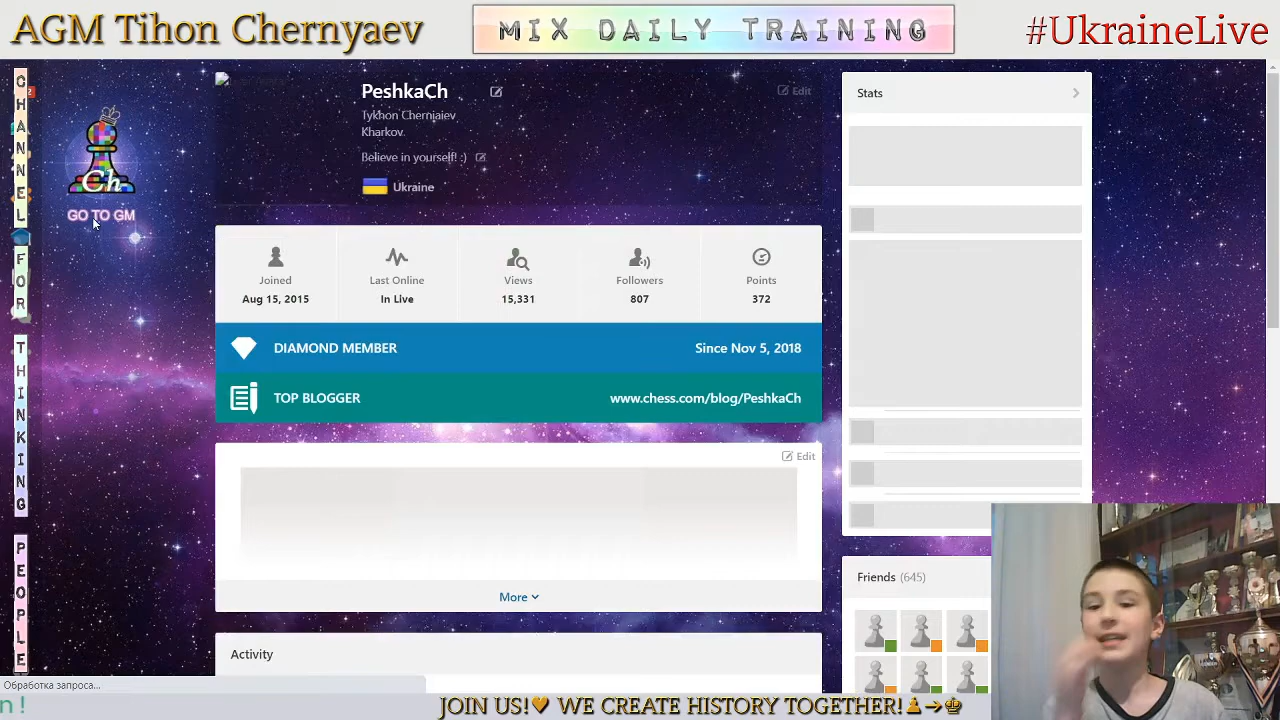 AGM Tihon Chernyaev
MIX DAILY TRAINING
#UkraineLive
CHANNEL FOR THINKING PEOPLE
2
Ch
GO TO GM
PeshkaCh
Tykhon Cherniaiev
Kharkov.
Believe in yourself! :)
Ukraine
Edit
Stats
Joined
Aug 15, 2015
Last Online
In Live
Views
15,331
Followers
807
Points
372
DIAMOND MEMBER
Since Nov 5, 2018
TOP BLOGGER
www.chess.com/blog/PeshkaCh
Edit
More
Friends (645)
Activity
Обработка запроса...
n!
JOIN US! WE CREATE HISTORY TOGETHER!